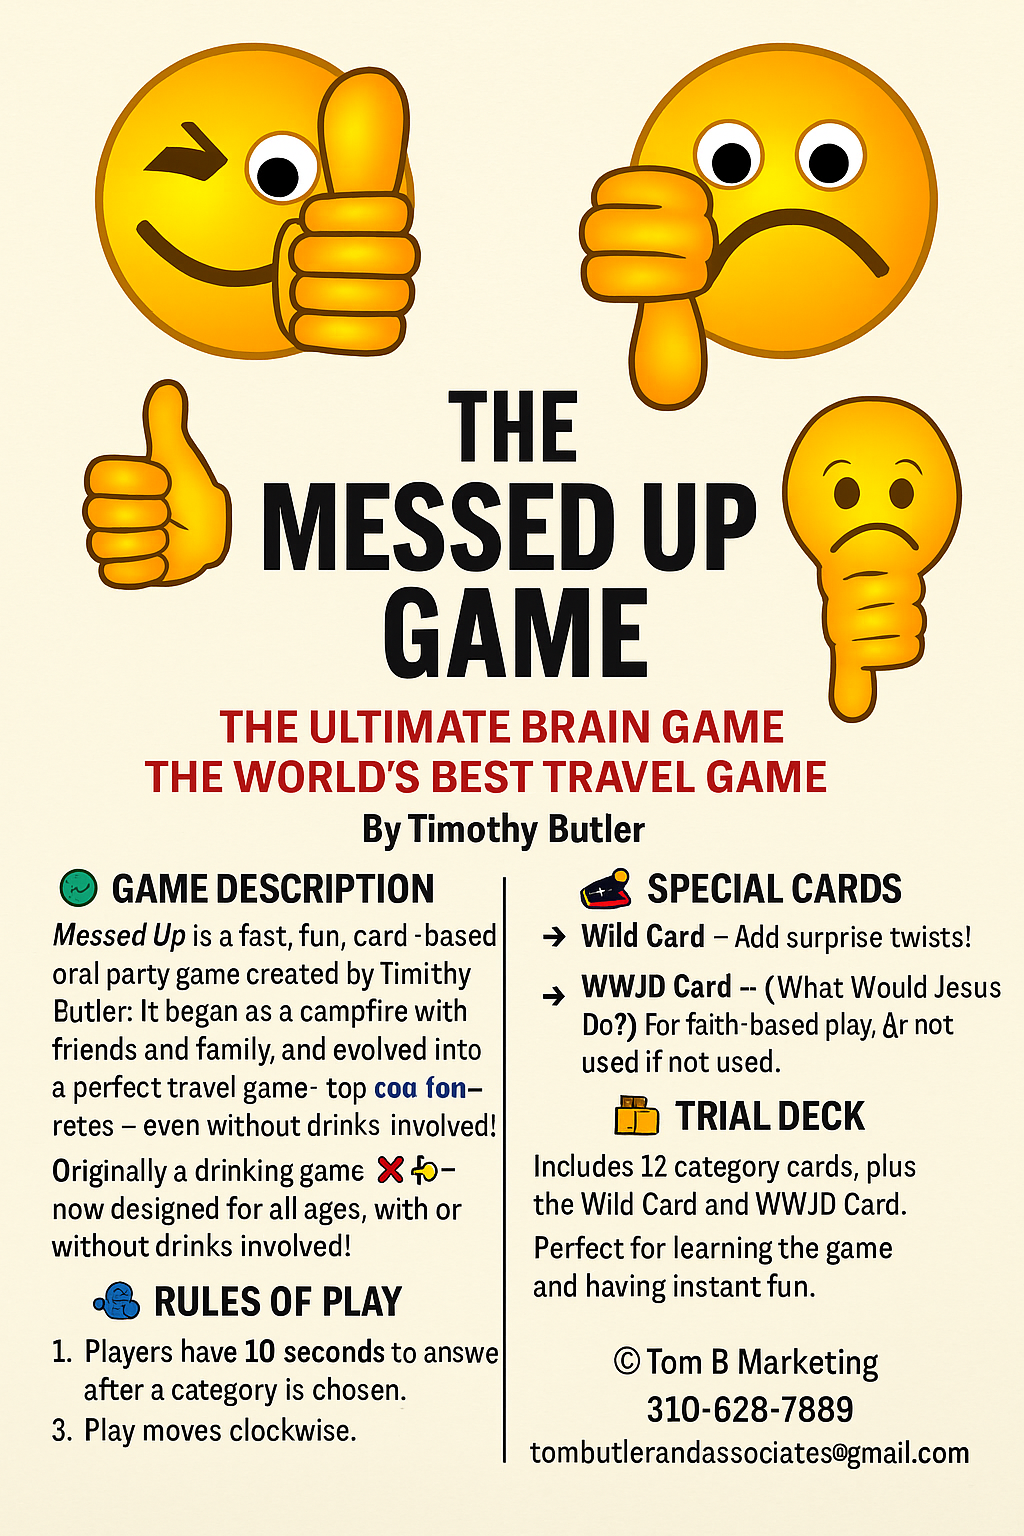 THE
MESSED UP
GAME
THE ULTIMATE BRAIN GAME
THE WORLD'S BEST TRAVEL GAME
By Timothy Butler
GAME DESCRIPTION
Messed Up is a fast, fun, card -based
oral party game created by Timithy
Butler: It began as a campfire with
friends and family, and evolved into
a perfect travel game- top coa fon–
retes – even without drinks involved!
Originally a drinking game ❌ –
now designed for all ages, with or
without drinks involved!
RULES OF PLAY
1. Players have 10 seconds to answe
after a category is chosen.
3. Play moves clockwise.
SPECIAL CARDS
→ Wild Card – Add surprise twists!
→ WWJD Card -- (What Would Jesus
Do?) For faith-based play, Ar not
used if not used.
TRIAL DECK
Includes 12 category cards, plus
the Wild Card and WWJD Card.
Perfect for learning the game
and having instant fun.
© Tom B Marketing
310-628-7889
tombutlerandassociates@gmail.com